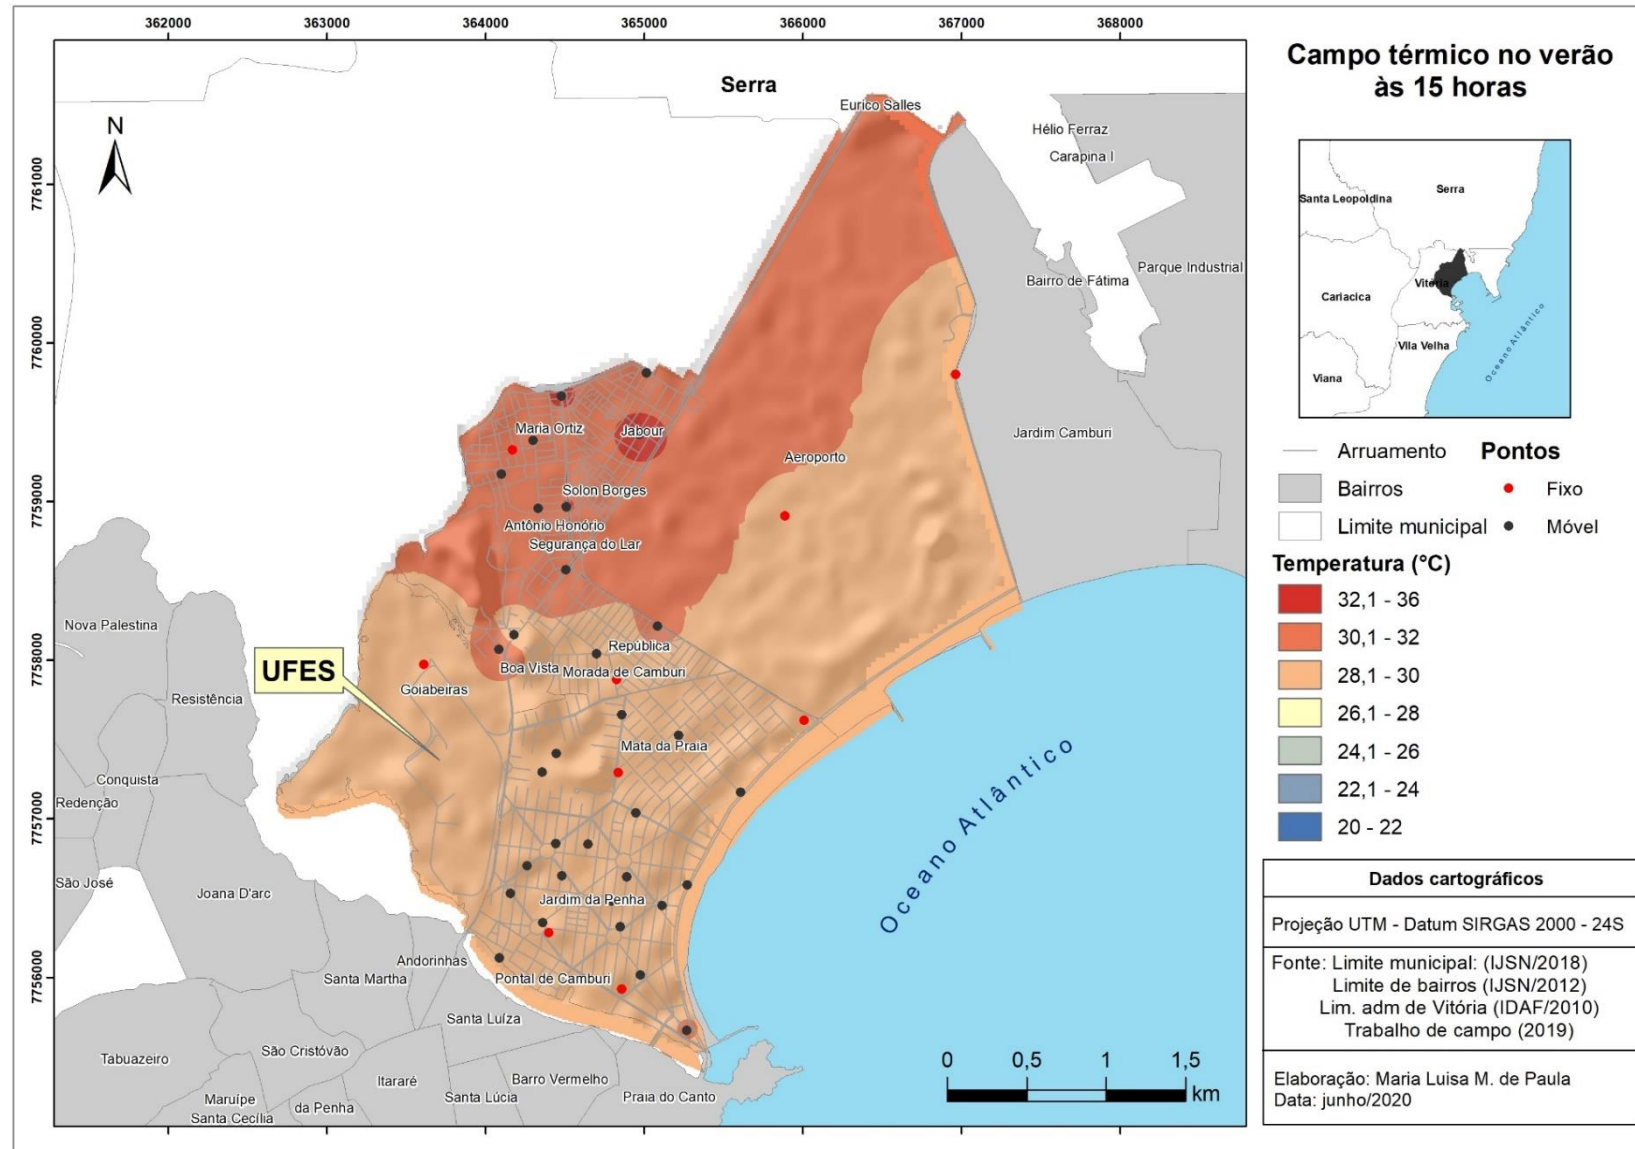 362000
363000
364000
365000
366000
367000
368000
7761000
7760000
7759000
7758000
7757000
7756000
N
Serra
Eurico Salles
Hélio Ferraz
Carapina I
Parque Industrial
Bairro de Fátima
Jardim Camburi
Maria Ortiz
Jabour
Aeroporto
Solon Borges
Antônio Honório
Segurança do Lar
Nova Palestina
República
Boa Vista
Morada de Camburi
UFES
Goiabeiras
Resistência
Mata da Praia
Conquista
Redenção
São José
Joana D'arc
Jardim da Penha
Oceano Atlântico
Andorinhas
Santa Martha
Pontal de Camburi
Santa Luíza
São Cristóvão
Tabuazeiro
Itararé
Barro Vermelho
Santa Lúcia
Praia do Canto
Maruípe
da Penha
Santa Cecília
0 0,5 1 1,5
km
Campo térmico no verão
às 15 horas
Santa Leopoldina
Serra
Cariacica
Vitória
Vila Velha
Viana
Oceano Atlântico
Arruamento
Bairros
Limite municipal
Pontos
Fixo
Móvel
Temperatura (°C)
32,1 - 36
30,1 - 32
28,1 - 30
26,1 - 28
24,1 - 26
22,1 - 24
20 - 22
Dados cartográficos
Projeção UTM - Datum SIRGAS 2000 - 24S
Fonte: Limite municipal: (IJSN/2018)
Limite de bairros (IJSN/2012)
Lim. adm de Vitória (IDAF/2010)
Trabalho de campo (2019)
Elaboração: Maria Luisa M. de Paula
Data: junho/2020